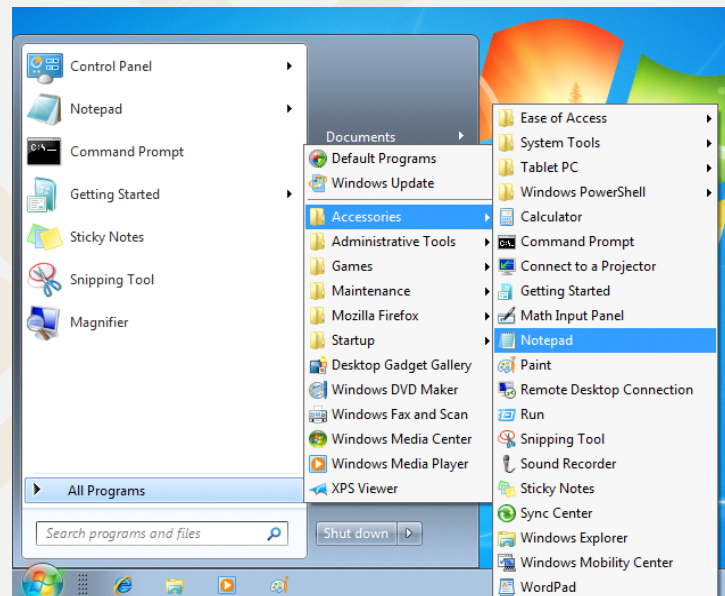 Control Panel
Notepad
C:\_
Command Prompt
Getting Started
Sticky Notes
Snipping Tool
Magnifier
All Programs
Search programs and files
Documents
Shut down
Default Programs
Windows Update
Accessories
Administrative Tools
Games
Maintenance
Mozilla Firefox
Startup
Desktop Gadget Gallery
Windows DVD Maker
Windows Fax and Scan
Windows Media Center
Windows Media Player
XPS Viewer
Ease of Access
System Tools
Tablet PC
Windows PowerShell
Calculator
Command Prompt
Connect to a Projector
Getting Started
Math Input Panel
Notepad
Paint
Remote Desktop Connection
Run
Snipping Tool
Sound Recorder
Sticky Notes
Sync Center
Windows Explorer
Windows Mobility Center
WordPad